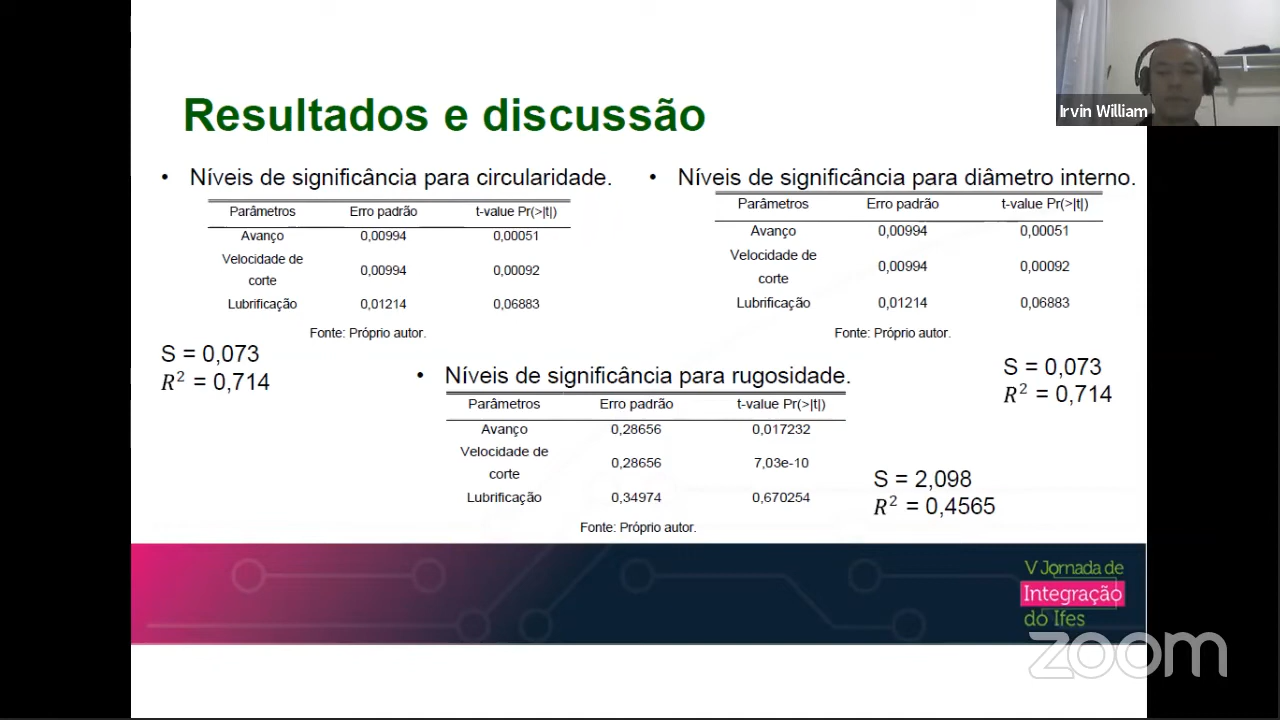 Irvin William
Resultados e discussão
• Níveis de significância para circularidade.
Parâmetros Erro padrão t-value Pr(>|t|)
Avanço 0,00994 0,00051
Velocidade de
corte 0,00994 0,00092
Lubrificação 0,01214 0,06883
Fonte: Próprio autor.
S = 0,073
R² = 0,714
• Níveis de significância para diâmetro interno.
Parâmetros Erro padrão t-value Pr(>|t|)
Avanço 0,00994 0,00051
Velocidade de
corte 0,00994 0,00092
Lubrificação 0,01214 0,06883
Fonte: Próprio autor.
S = 0,073
R² = 0,714
• Níveis de significância para rugosidade.
Parâmetros Erro padrão t-value Pr(>|t|)
Avanço 0,28656 0,017232
Velocidade de
corte 0,28656 7,03e-10
Lubrificação 0,34974 0,670254
Fonte: Próprio autor.
S = 2,098
R² = 0,4565
V Jornada de
Integração
do Ifes
zoom